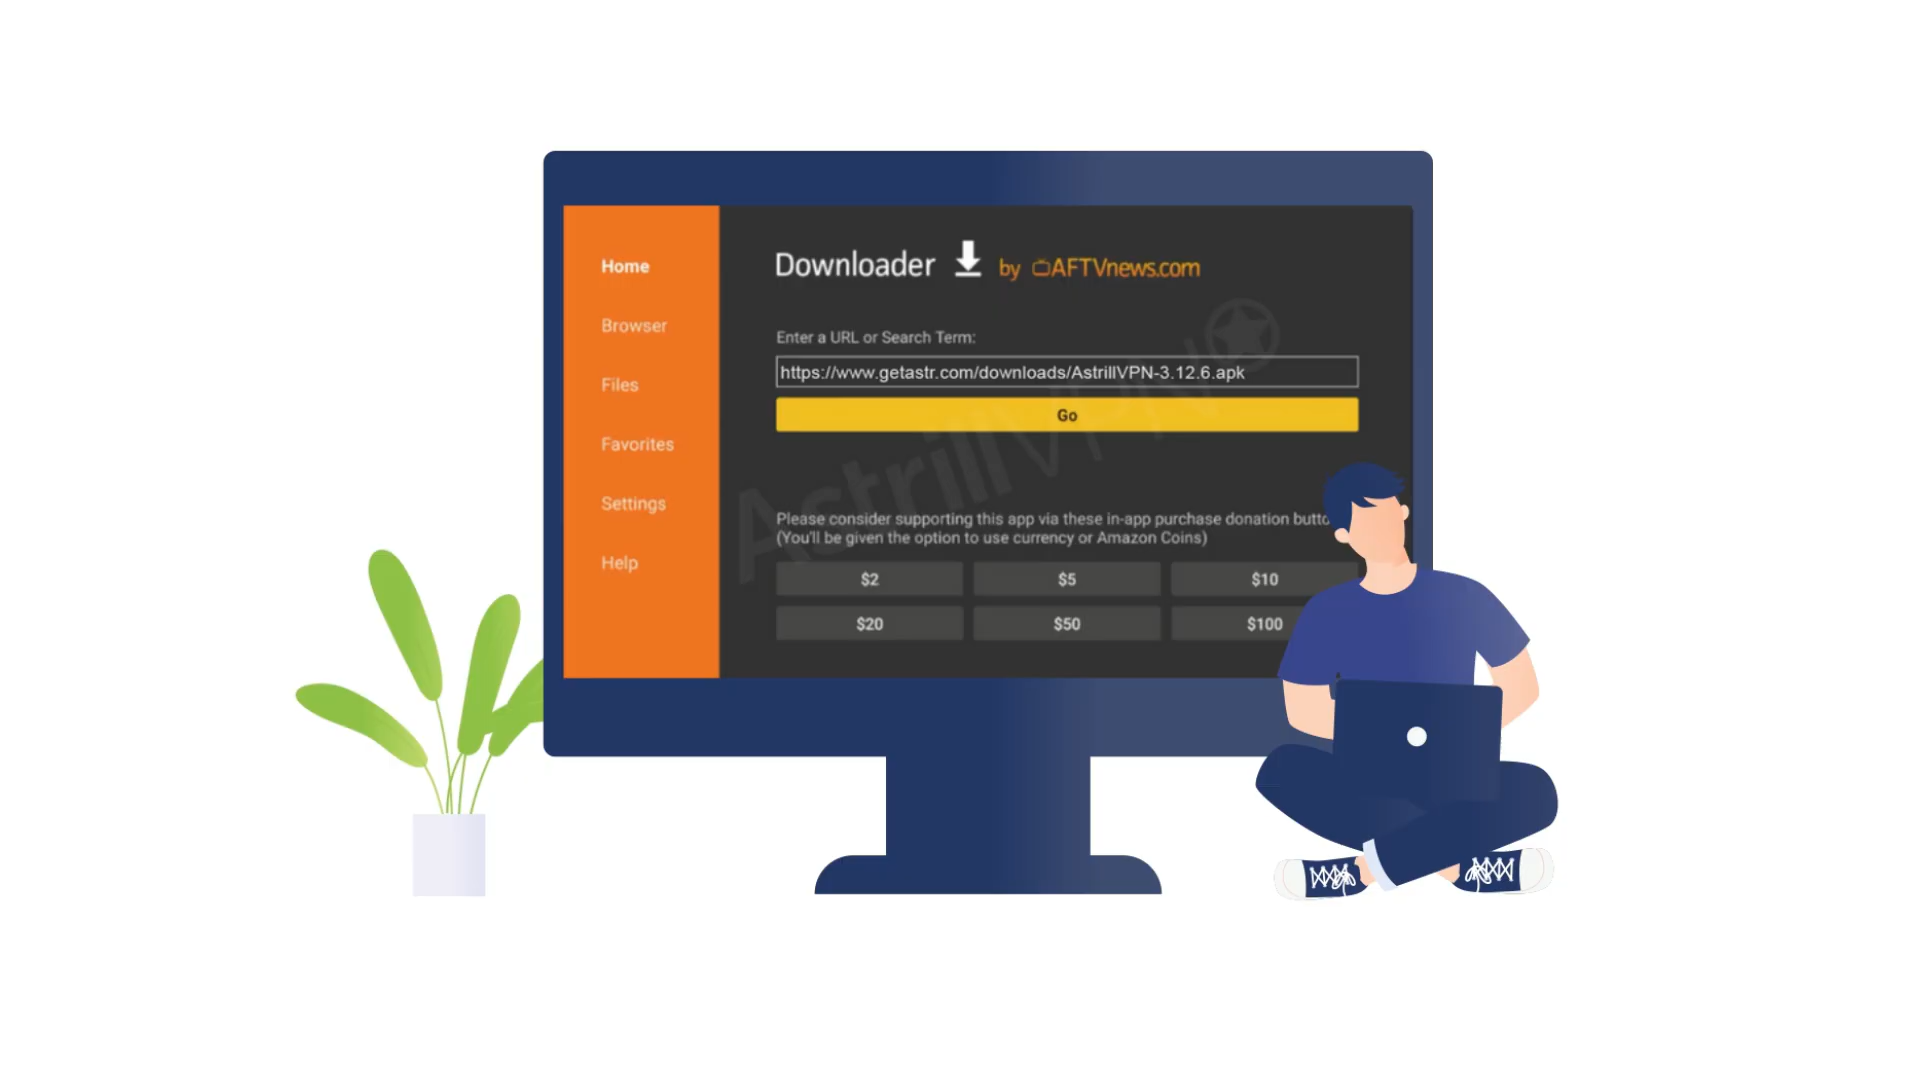 Home
Browser
Files
Favorites
Settings
Help
Downloader by AFTVnews.com
Enter a URL or Search Term:
https://www.getastr.com/downloads/AstrillVPN-3.12.6.apk
Go
AstrillVPN
Please consider supporting this app via these in-app purchase donation butto
(You'll be given the option to use currency or Amazon Coins)
$2 $5 $10
$20 $50 $100